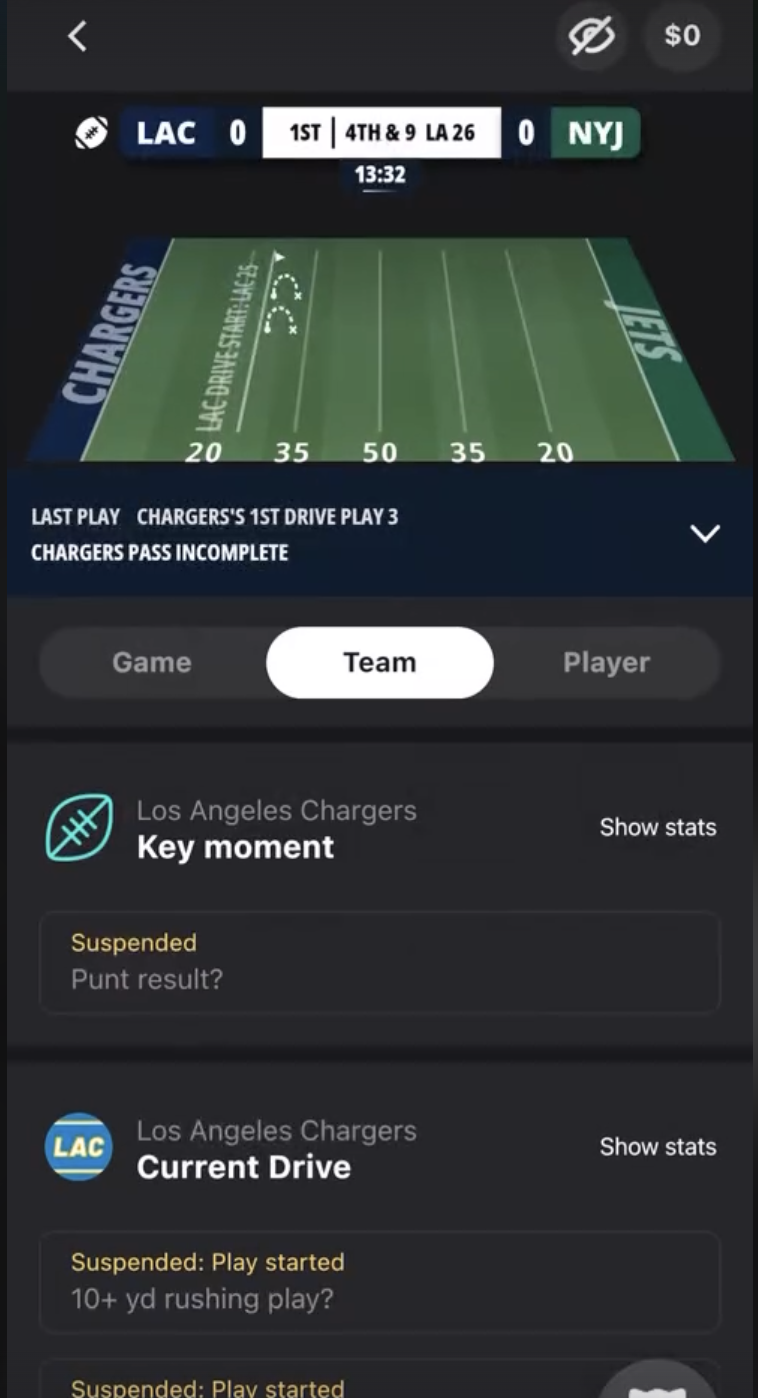 $0
LAC 0 1ST | 4TH & 9 LA 26 0 NYJ
13:32
CHARGERS
LAC DRIVE START: LAC 25
JETS
20 35 50 35 20
LAST PLAY CHARGERS'S 1ST DRIVE PLAY 3
CHARGERS PASS INCOMPLETE
Game Team Player
Los Angeles Chargers
Key moment
Show stats
Suspended
Punt result?
LAC
Los Angeles Chargers
Current Drive
Show stats
Suspended: Play started
10+ yd rushing play?
Suspended: Play started